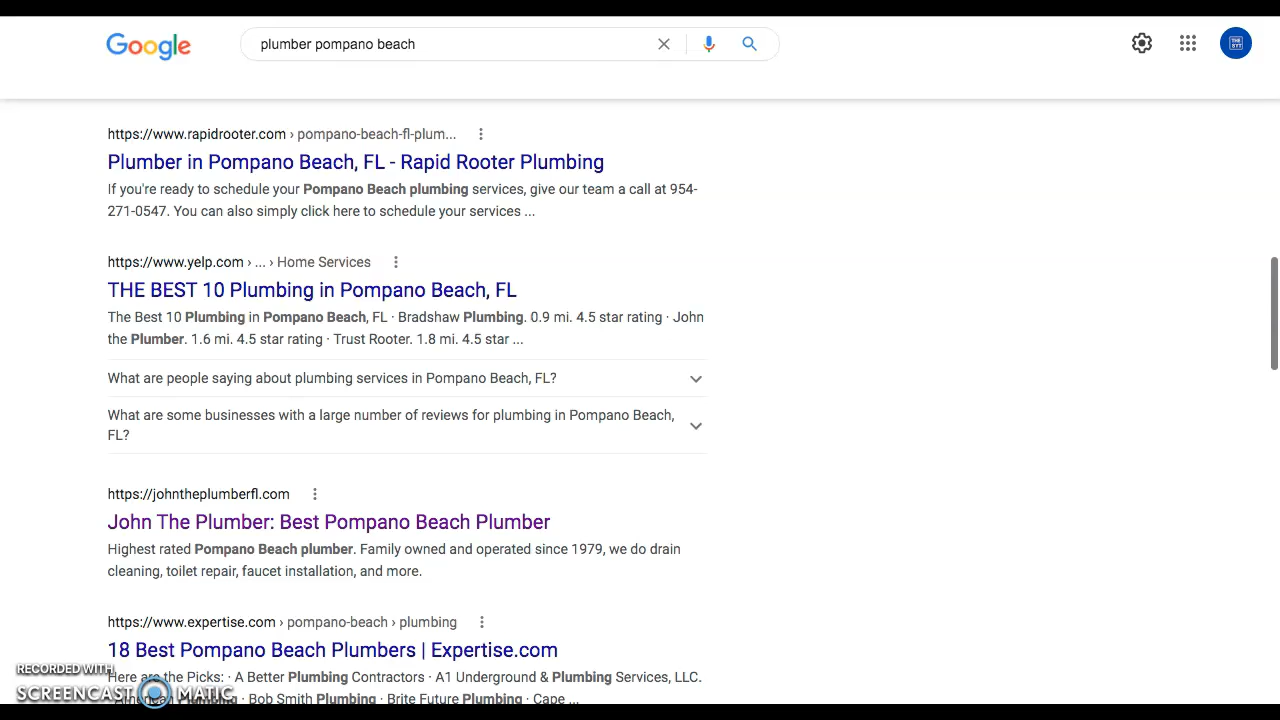 Google
plumber pompano beach
THE
SYT
https://www.rapidrooter.com › pompano-beach-fl-plum...
Plumber in Pompano Beach, FL - Rapid Rooter Plumbing
If you're ready to schedule your Pompano Beach plumbing services, give our team a call at 954-
271-0547. You can also simply click here to schedule your services ...
https://www.yelp.com › ... › Home Services
THE BEST 10 Plumbing in Pompano Beach, FL
The Best 10 Plumbing in Pompano Beach, FL · Bradshaw Plumbing. 0.9 mi. 4.5 star rating · John
the Plumber. 1.6 mi. 4.5 star rating · Trust Rooter. 1.8 mi. 4.5 star ...
What are people saying about plumbing services in Pompano Beach, FL?
What are some businesses with a large number of reviews for plumbing in Pompano Beach,
FL?
https://johntheplumberfl.com
John The Plumber: Best Pompano Beach Plumber
Highest rated Pompano Beach plumber. Family owned and operated since 1979, we do drain
cleaning, toilet repair, faucet installation, and more.
https://www.expertise.com › pompano-beach › plumbing
18 Best Pompano Beach Plumbers | Expertise.com
Here are the Picks: · A Better Plumbing Contractors · A1 Underground & Plumbing Services, LLC.
American Plumbing · Bob Smith Plumbing · Brite Future Plumbing · Cape ...
RECORDED WITH
SCREENCAST MATIC